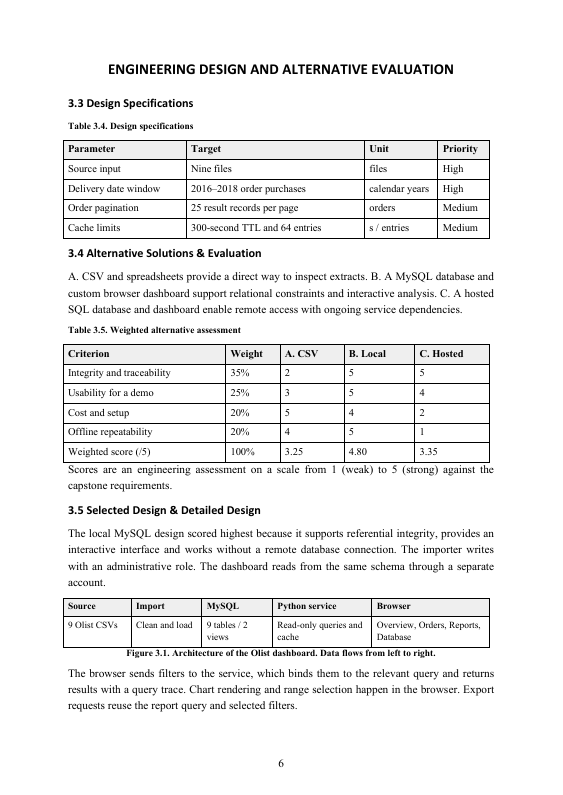 ENGINEERING DESIGN AND ALTERNATIVE EVALUATION
3.3 Design Specifications
Table 3.4. Design specifications
Parameter Target Unit Priority
Source input Nine files files High
Delivery date window 2016–2018 order purchases calendar years High
Order pagination 25 result records per page orders Medium
Cache limits 300-second TTL and 64 entries s / entries Medium
3.4 Alternative Solutions & Evaluation
A. CSV and spreadsheets provide a direct way to inspect extracts. B. A MySQL database and
custom browser dashboard support relational constraints and interactive analysis. C. A hosted
SQL database and dashboard enable remote access with ongoing service dependencies.
Table 3.5. Weighted alternative assessment
Criterion Weight A. CSV B. Local C. Hosted
Integrity and traceability 35% 2 5 5
Usability for a demo 25% 3 5 4
Cost and setup 20% 5 4 2
Offline repeatability 20% 4 5 1
Weighted score (/5) 100% 3.25 4.80 3.35
Scores are an engineering assessment on a scale from 1 (weak) to 5 (strong) against the
capstone requirements.
3.5 Selected Design & Detailed Design
The local MySQL design scored highest because it supports referential integrity, provides an
interactive interface and works without a remote database connection. The importer writes
with an administrative role. The dashboard reads from the same schema through a separate
account.
Source Import MySQL Python service Browser
9 Olist CSVs Clean and load 9 tables / 2 Read-only queries and Overview, Orders, Reports,
views cache Database
Figure 3.1. Architecture of the Olist dashboard. Data flows from left to right.
The browser sends filters to the service, which binds them to the relevant query and returns
results with a query trace. Chart rendering and range selection happen in the browser. Export
requests reuse the report query and selected filters.
6